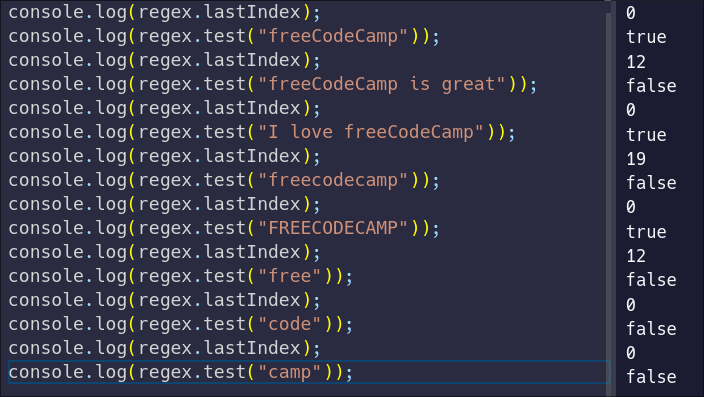 console.log(regex.lastIndex);
console.log(regex.test("freeCodeCamp"));
console.log(regex.lastIndex);
console.log(regex.test("freeCodeCamp is great"));
console.log(regex.lastIndex);
console.log(regex.test("I love freeCodeCamp"));
console.log(regex.lastIndex);
console.log(regex.test("freecodecamp"));
console.log(regex.lastIndex);
console.log(regex.test("FREECODECAMP"));
console.log(regex.lastIndex);
console.log(regex.test("free"));
console.log(regex.lastIndex);
console.log(regex.test("code"));
console.log(regex.lastIndex);
console.log(regex.test("camp"));
0
true
12
false
0
true
19
false
0
true
12
false
0
false
0
false